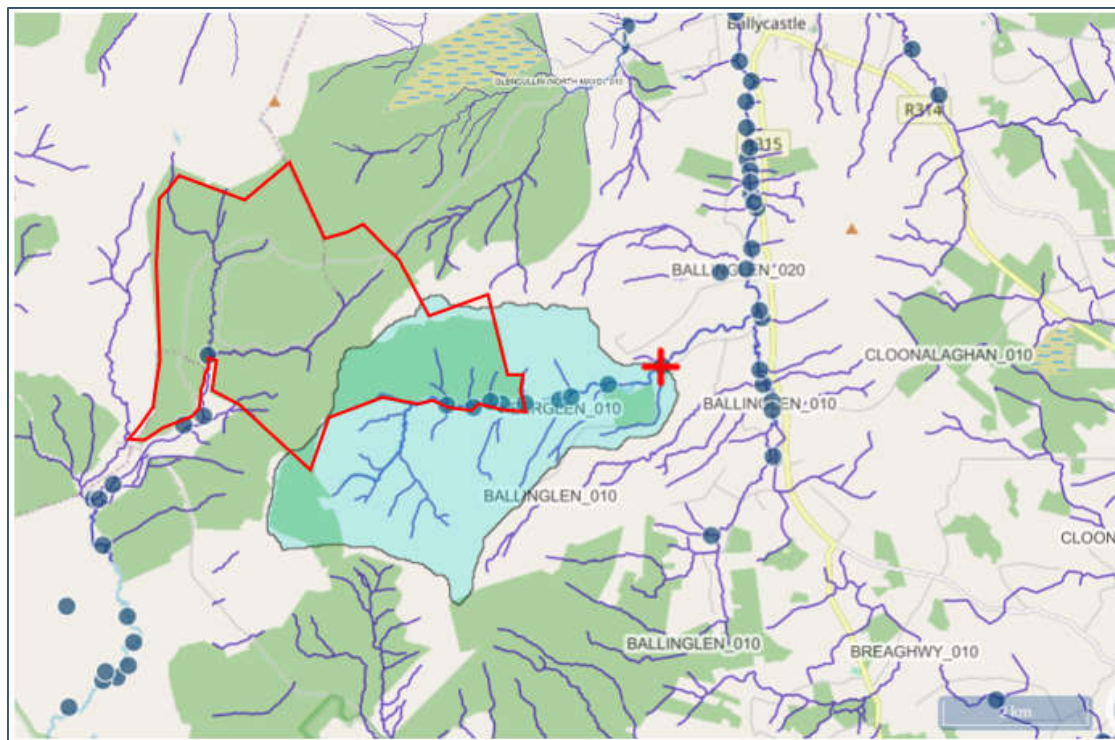 Ballycastle
GLENCULLIN (NORTH MAYO)_010
R314
R315
BALLINGLEN_020
CLOONALAGHAN_010
BALLINGLEN_010
BALLINGLEN_010
CLOON
BALLINGLEN_010
BREAGHWY_010
2 km